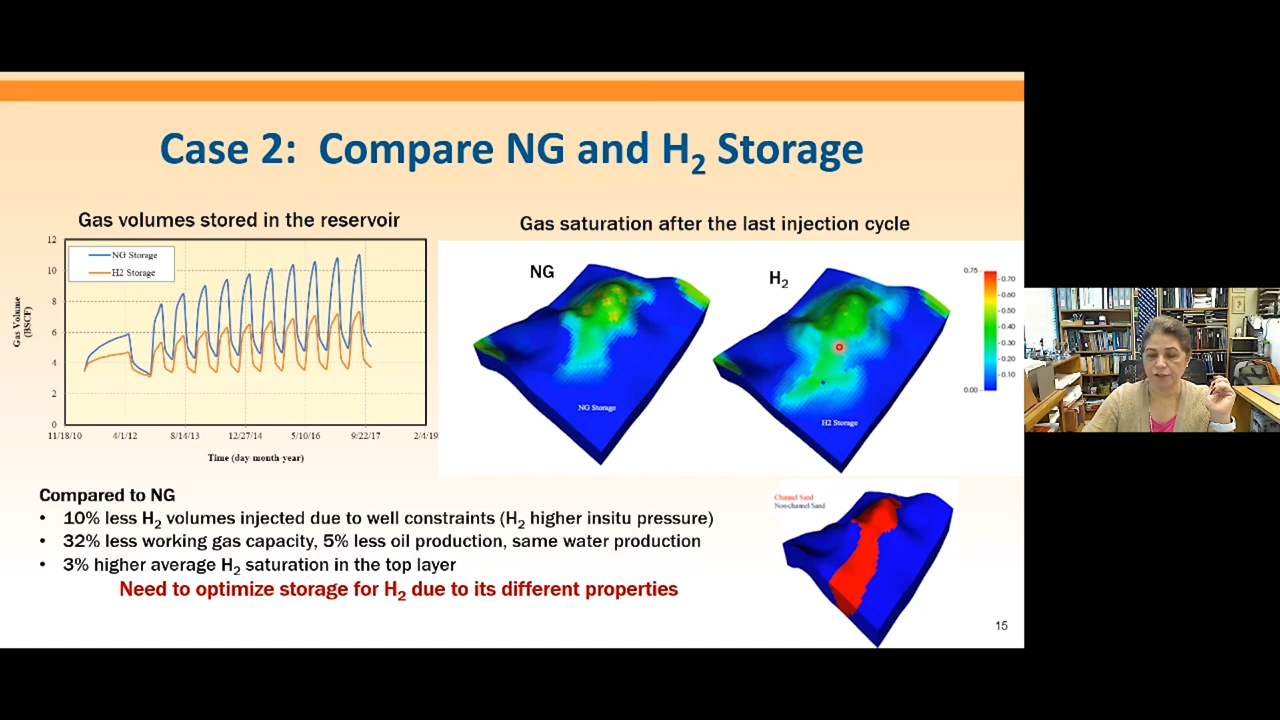 Case 2: Compare NG and H2 Storage
Gas volumes stored in the reservoir
Gas saturation after the last injection cycle
12
10
8
6
4
2
0
Gas Volume
(BSCF)
NG Storage
H2 Storage
11/18/10 4/1/12 8/14/13 12/27/14 5/10/16 9/22/17 2/4/19
Time (day-month-year)
NG
NG Storage
H2
H2 Storage
0.75
0.70
0.60
0.50
0.40
0.30
0.20
0.10
0.00
Compared to NG
• 10% less H2 volumes injected due to well constraints (H2 higher insitu pressure)
• 32% less working gas capacity, 5% less oil production, same water production
• 3% higher average H2 saturation in the top layer
Need to optimize storage for H2 due to its different properties
Channel Sand
Non-channel Sand
15